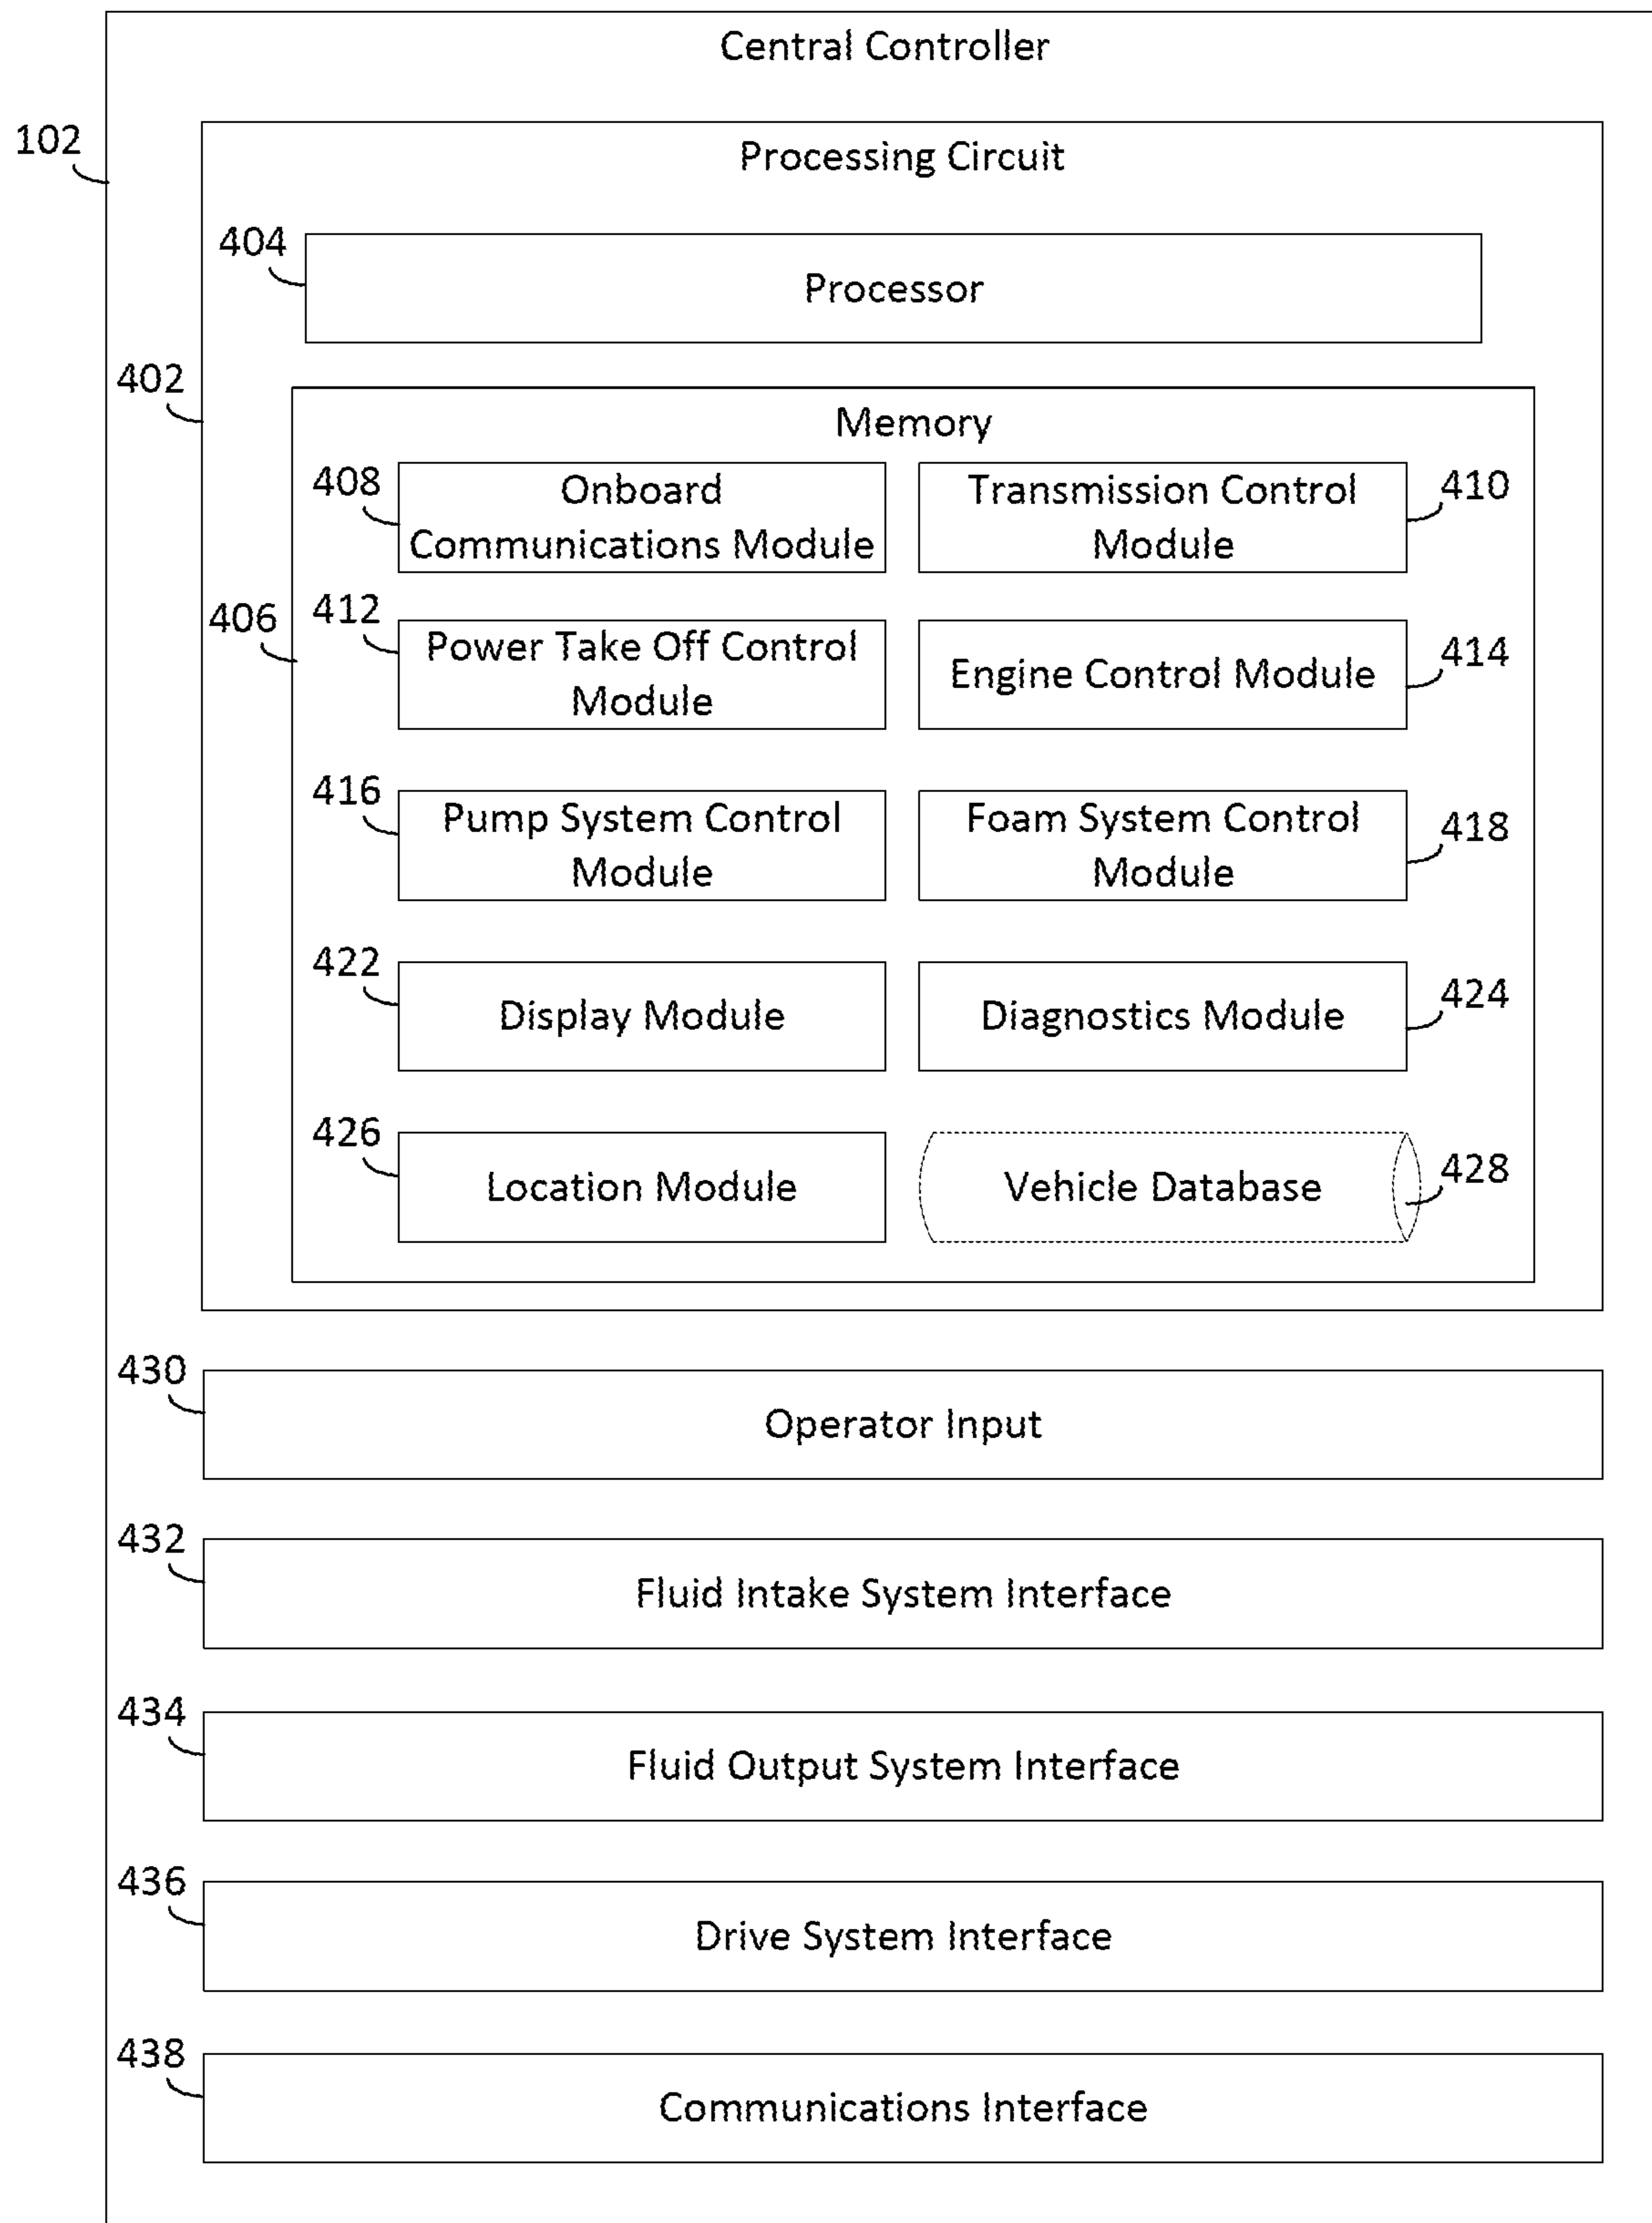 Central Controller
102
Processing Circuit
404
Processor
402
Memory
408
Onboard
Communications Module
Transmission Control
Module
410
406
412
Power Take Off Control
Module
Engine Control Module
414
416
Pump System Control
Module
Foam System Control
Module
418
422
Display Module
Diagnostics Module
424
426
Location Module
Vehicle Database
428
430
Operator Input
432
Fluid Intake System Interface
434
Fluid Output System Interface
436
Drive System Interface
438
Communications Interface